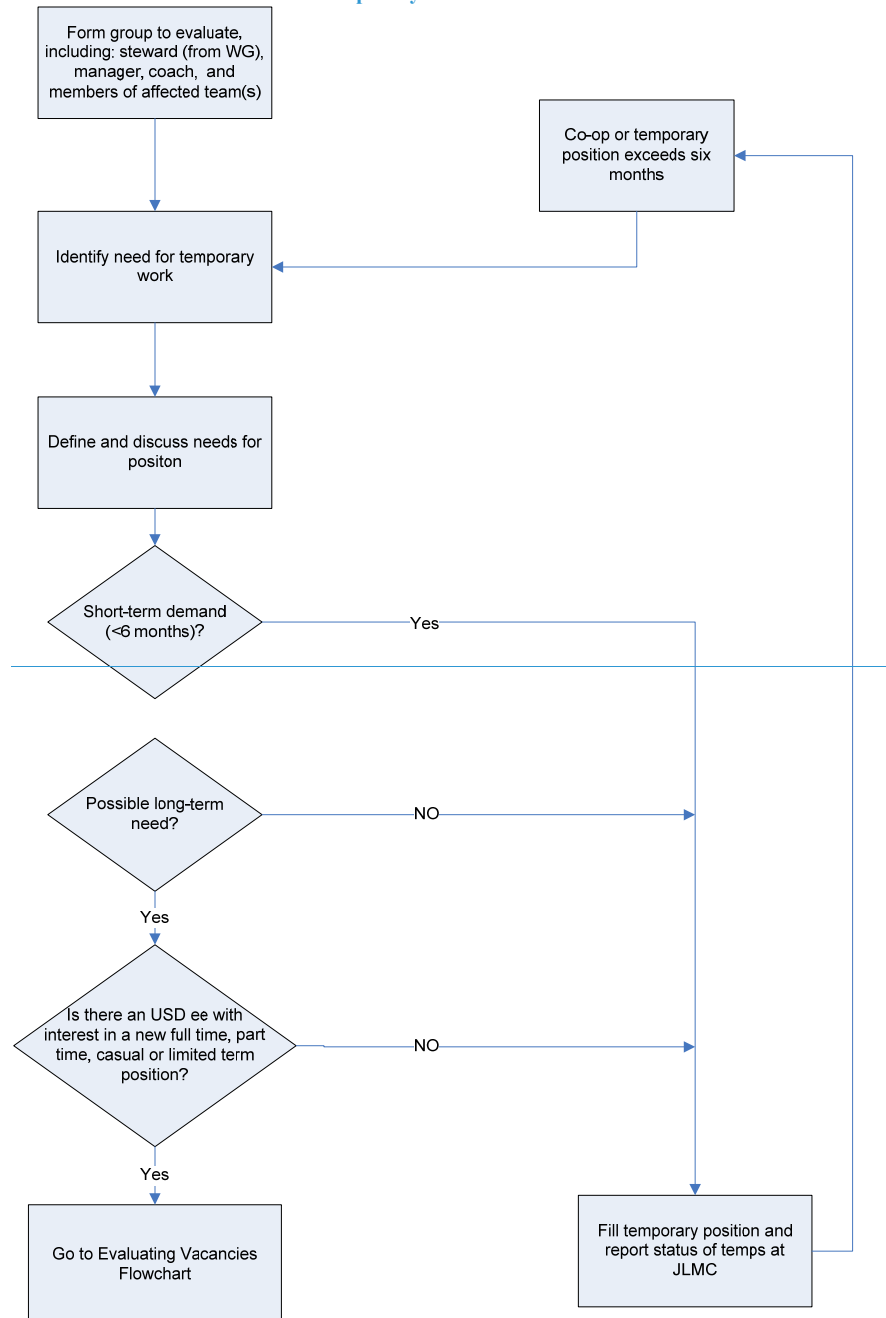 Form group to evaluate,
including: steward (from WG),
manager, coach, and
members of affected team(s)
Co-op or temporary
position exceeds six
months
Identify need for temporary
work
Define and discuss needs for
positon
Short-term demand
(<6 months)?
Yes
Possible long-term
need?
NO
Yes
Is there an USD ee with
interest in a new full time, part
time, casual or limited term
position?
NO
Yes
Go to Evaluating Vacancies
Flowchart
Fill temporary position and
report status of temps at
JLMC